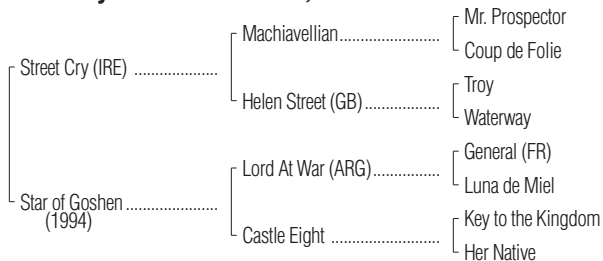 Mr. Prospector
Machiavellian
Coup de Folie
Street Cry (IRE)
Troy
Helen Street (GB)
Waterway
General (FR)
Lord At War (ARG)
Luna de Miel
Star of Goshen
(1994)
Key to the Kingdom
Castle Eight
Her Native